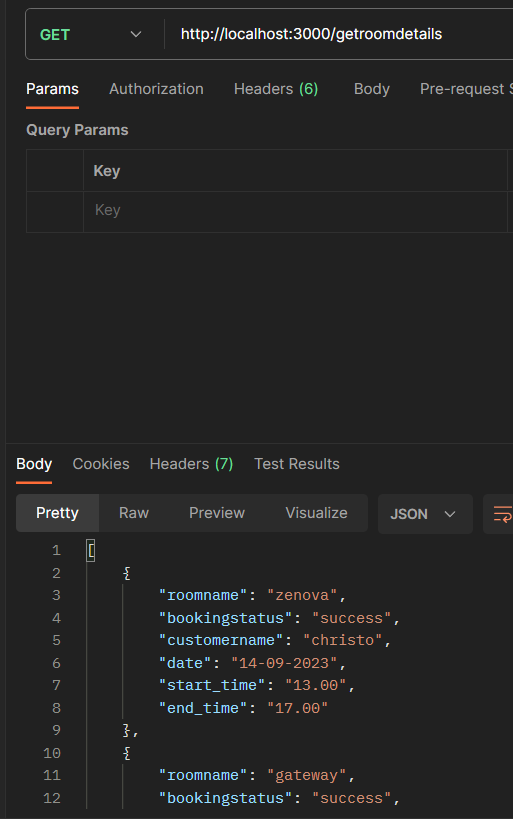 GET http://localhost:3000/getroomdetails
Params Authorization Headers (6) Body Pre-request S
Query Params
Key
Key
Body Cookies Headers (7) Test Results
Pretty Raw Preview Visualize JSON
1 [
2 {
3 "roomname": "zenova",
4 "bookingstatus": "success",
5 "customername": "christo",
6 "date": "14-09-2023",
7 "start_time": "13.00",
8 "end_time": "17.00"
9 },
10 {
11 "roomname": "gateway",
12 "bookingstatus": "success",